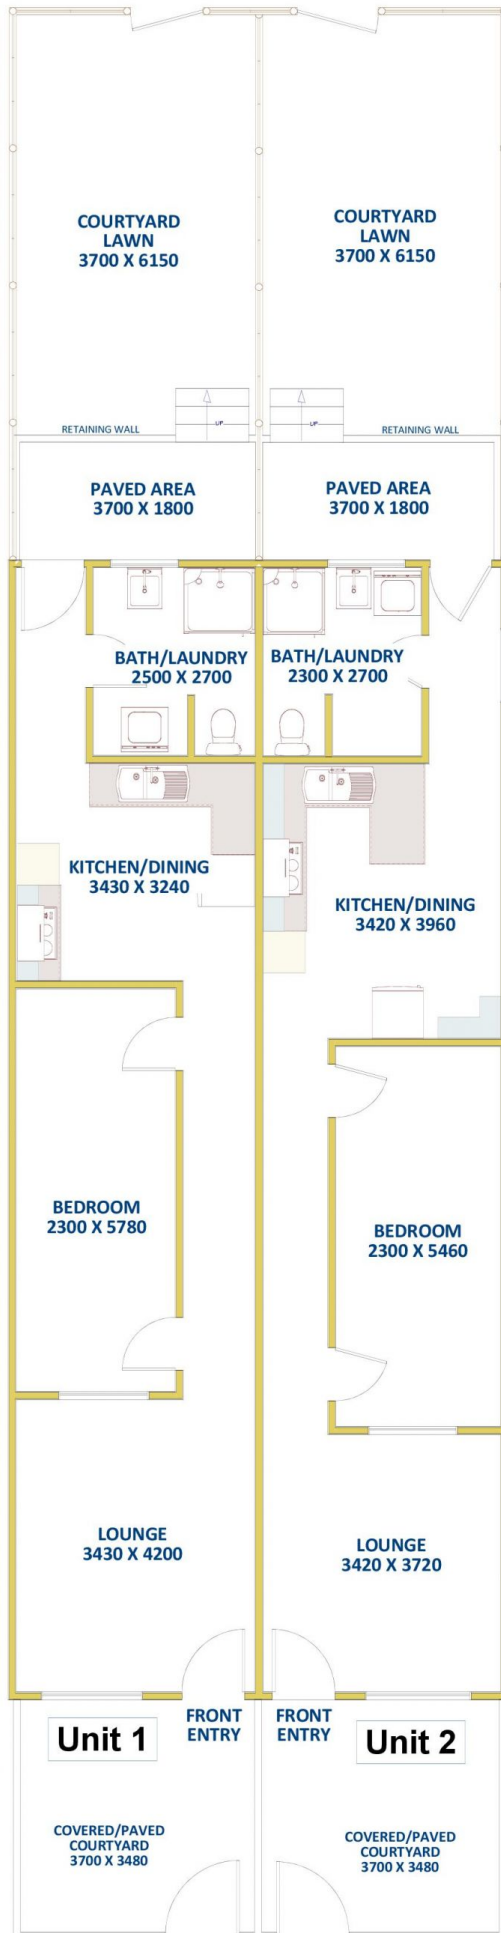 COURTYARD
LAWN
3700 X 6150
COURTYARD
LAWN
3700 X 6150
RETAINING WALL
UP
UP
RETAINING WALL
PAVED AREA
3700 X 1800
PAVED AREA
3700 X 1800
BATH/LAUNDRY
2500 X 2700
BATH/LAUNDRY
2300 X 2700
KITCHEN/DINING
3430 X 3240
KITCHEN/DINING
3420 X 3960
BEDROOM
2300 X 5780
BEDROOM
2300 X 5460
LOUNGE
3430 X 4200
LOUNGE
3420 X 3720
Unit 1
FRONT
ENTRY
FRONT
ENTRY
Unit 2
COVERED/PAVED
COURTYARD
3700 X 3480
COVERED/PAVED
COURTYARD
3700 X 3480